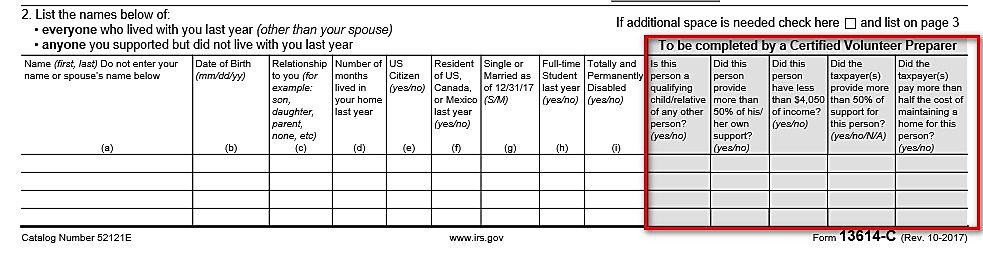 2. List the names below of:
• everyone who lived with you last year (other than your spouse)
• anyone you supported but did not live with you last year
If additional space is needed check here □ and list on page 3
To be completed by a Certified Volunteer Preparer
Name (first, last) Do not enter your
name or spouse's name below
(a)
Date of Birth
(mm/dd/yy)
(b)
Relationship
to you (for
example:
son,
daughter,
parent,
none, etc)
(c)
Number of
months
lived in
your home
last year
(d)
US
Citizen
(yes/no)
(e)
Resident
of US,
Canada,
or Mexico
last year
(yes/no)
(f)
Single or
Married as
of 12/31/17
(S/M)
(g)
Full-time
Student
last year
(yes/no)
(h)
Totally and
Permanently
Disabled
(yes/no)
(i)
Is this
person a
qualifying
child/relative
of any other
person?
(yes/no)
Did this
person
provide
more than
50% of his/
her own
support?
(yes/no)
Did this
person
have less
than $4,050
of income?
(yes/no)
Did the
taxpayer(s)
provide more
than 50% of
support for
this person?
(yes/no/N/A)
Did the
taxpayer(s)
pay more than
half the cost of
maintaining a
home for this
person?
(yes/no)
Catalog Number 52121E
www.irs.gov
Form 13614-C (Rev. 10-2017)